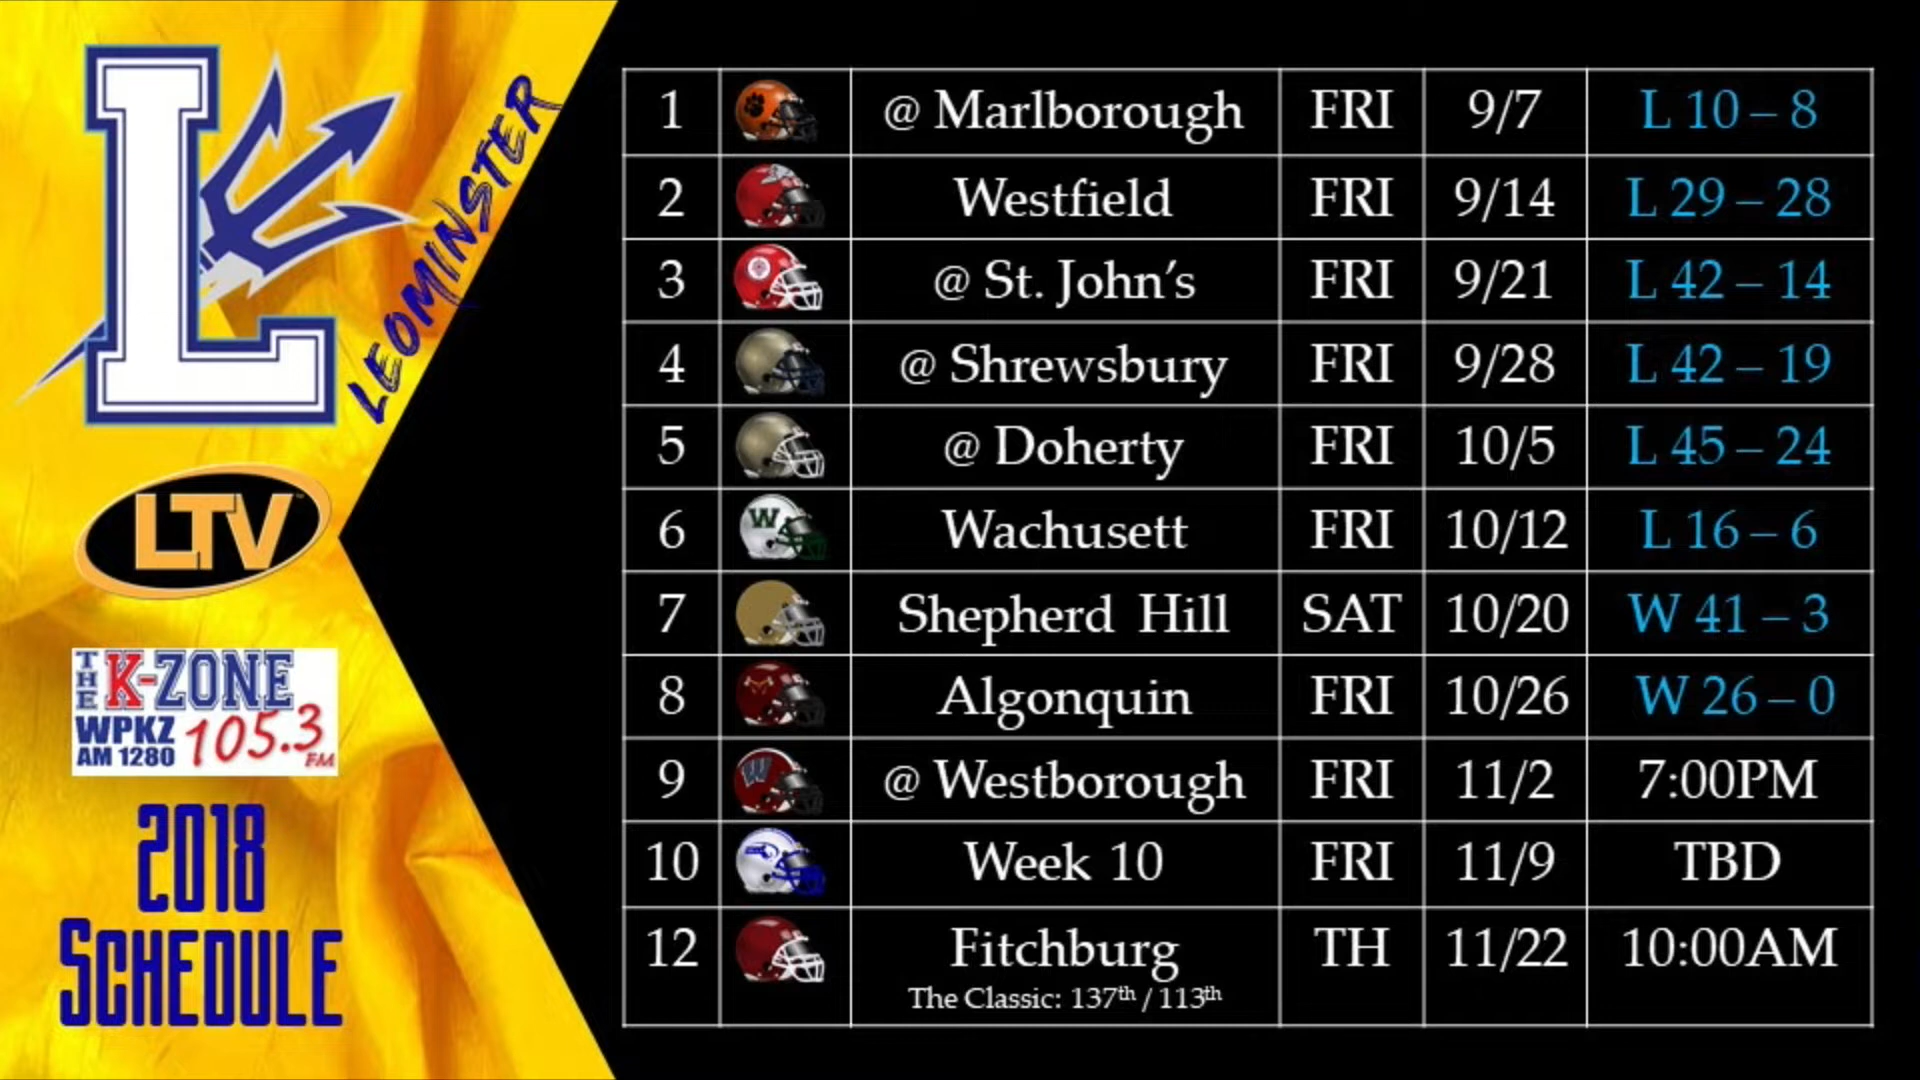 L
LEOMINSTER
LTV
THE K-ZONE
WPKZ
AM 1280
105.3
FM
2018
SCHEDULE
1 @ Marlborough FRI 9/7 L 10 – 8
2 Westfield FRI 9/14 L 29 – 28
3 @ St. John’s FRI 9/21 L 42 – 14
4 @ Shrewsbury FRI 9/28 L 42 – 19
5 @ Doherty FRI 10/5 L 45 – 24
6 W Wachusett FRI 10/12 L 16 – 6
7 Shepherd Hill SAT 10/20 W 41 – 3
8 Algonquin FRI 10/26 W 26 – 0
9 W @ Westborough FRI 11/2 7:00PM
10 Week 10 FRI 11/9 TBD
12 Fitchburg TH 11/22 10:00AM
The Classic: 137th / 113th